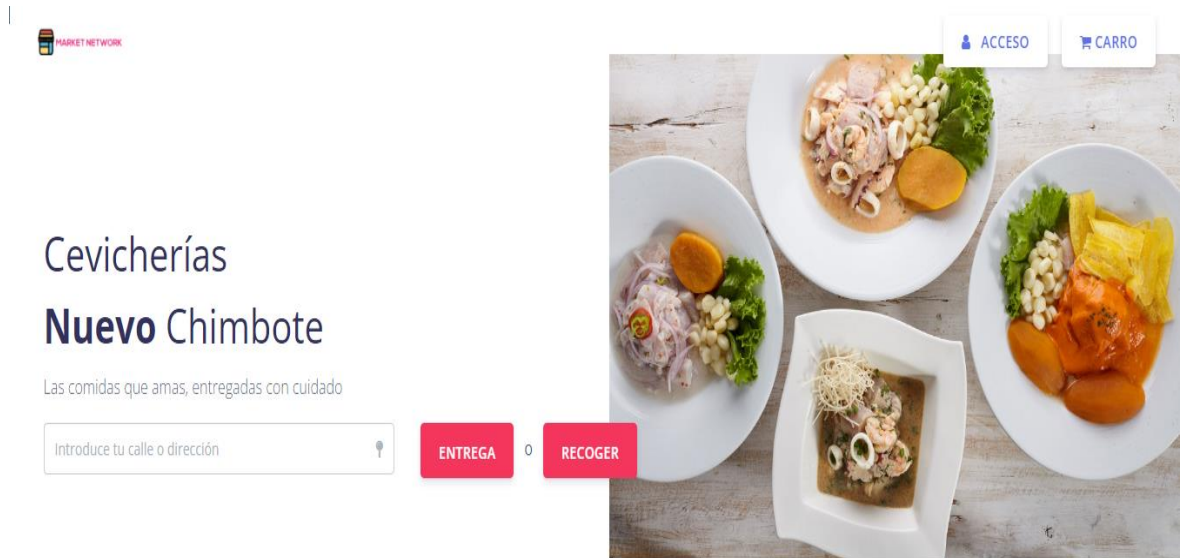 MARKET NETWORK
ACCESO
CARRO
Cevicherías
Nuevo Chimbote
Las comidas que amas, entregadas con cuidado
Introduce tu calle o dirección
ENTREGA O RECOGER